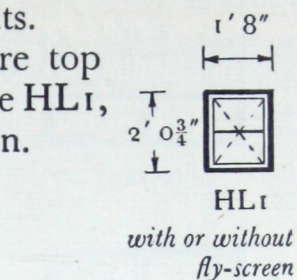 ts.
re top
e HL1,
n.
1' 8"
2' 0¾"
HL1
with or without
fly-screen